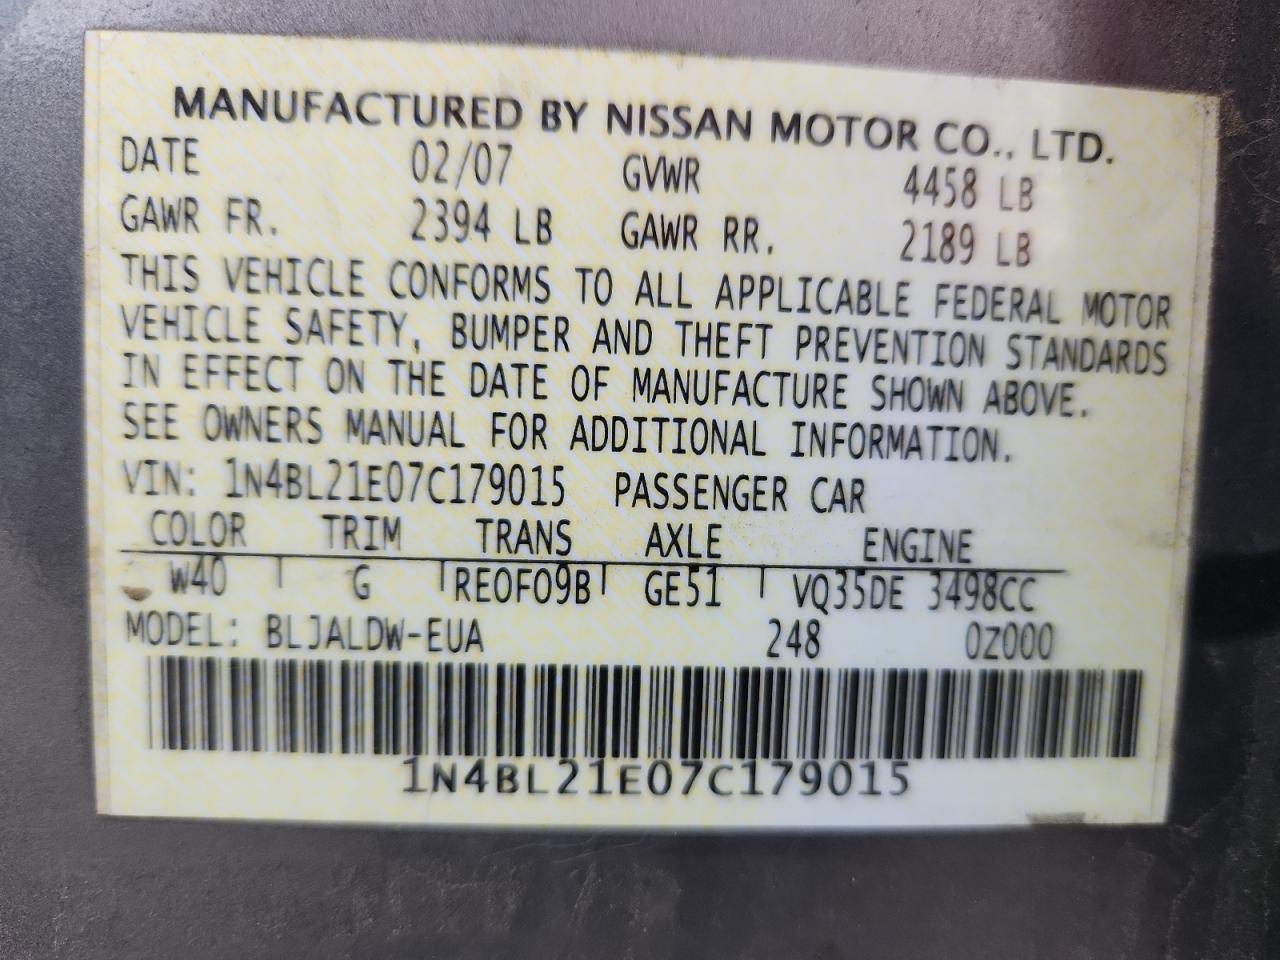 MANUFACTURED BY NISSAN MOTOR CO., LTD.
DATE 02/07 GVWR 4458 LB
GAWR FR. 2394 LB GAWR RR. 2189 LB
THIS VEHICLE CONFORMS TO ALL APPLICABLE FEDERAL MOTOR
VEHICLE SAFETY, BUMPER AND THEFT PREVENTION STANDARDS
IN EFFECT ON THE DATE OF MANUFACTURE SHOWN ABOVE.
SEE OWNERS MANUAL FOR ADDITIONAL INFORMATION.
VIN: 1N4BL21E07C179015 PASSENGER CAR
COLOR TRIM TRANS AXLE ENGINE
W40 G RE0F09B GE51 VQ35DE 3498CC
MODEL: BLJALDW-EUA 248 0Z000
1N4BL21E07C179015